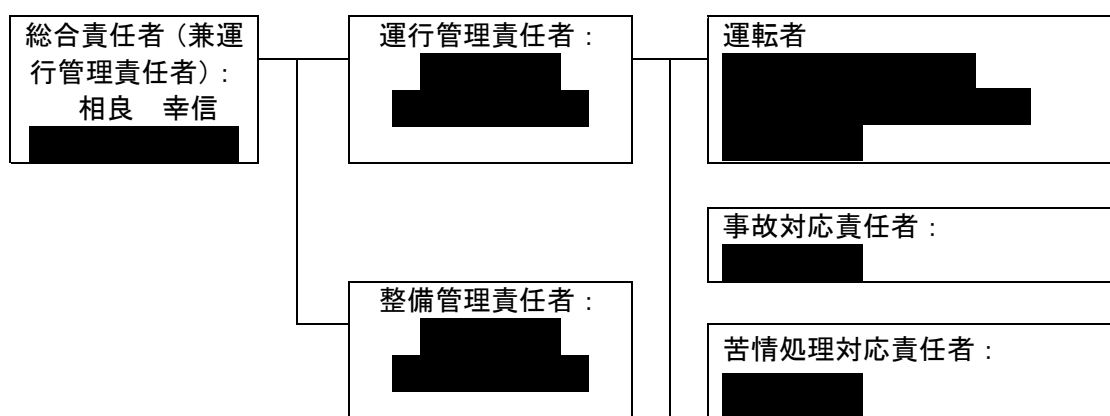 総合責任者（兼運
行管理責任者）：
相良　幸信
運行管理責任者：
運転者
事故対応責任者：
整備管理責任者：
苦情処理対応責任者：